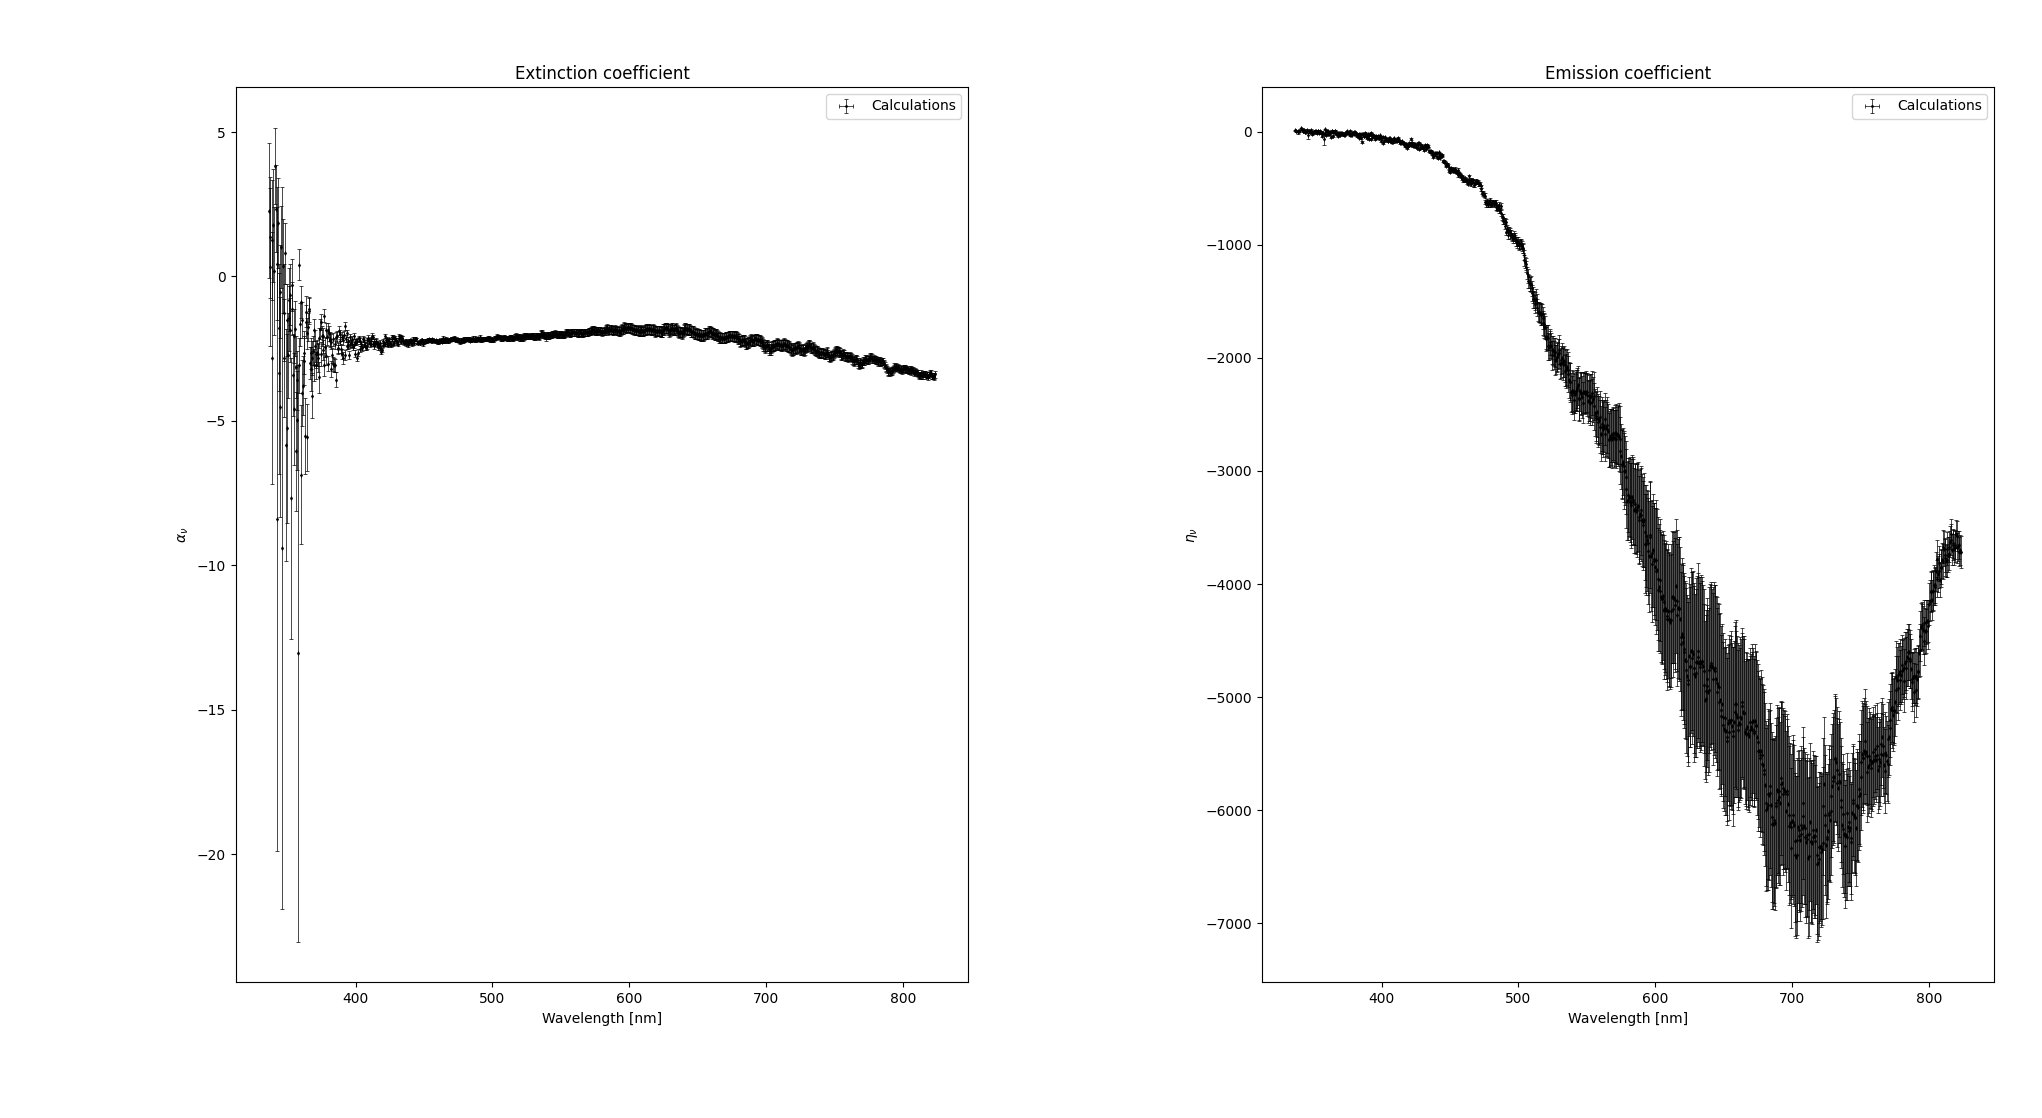 Extinction coefficient
Calculations
5
0
−5
−10
−15
−20
αν
400 500 600 700 800
Wavelength [nm]
Emission coefficient
Calculations
0
−1000
−2000
−3000
−4000
−5000
−6000
−7000
ην
400 500 600 700 800
Wavelength [nm]